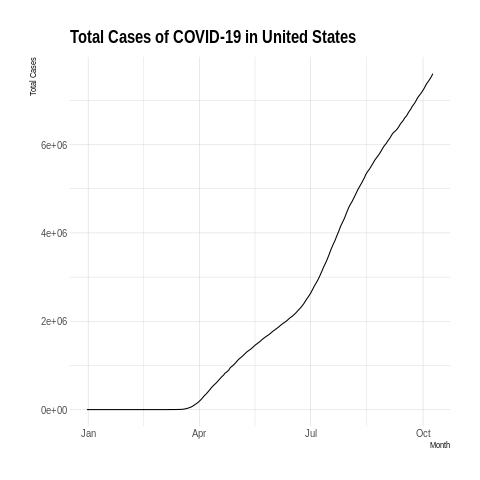 Total Cases of COVID-19 in United States
Total Cases
6e+06
4e+06
2e+06
0e+00
Jan Apr Jul Oct
Month